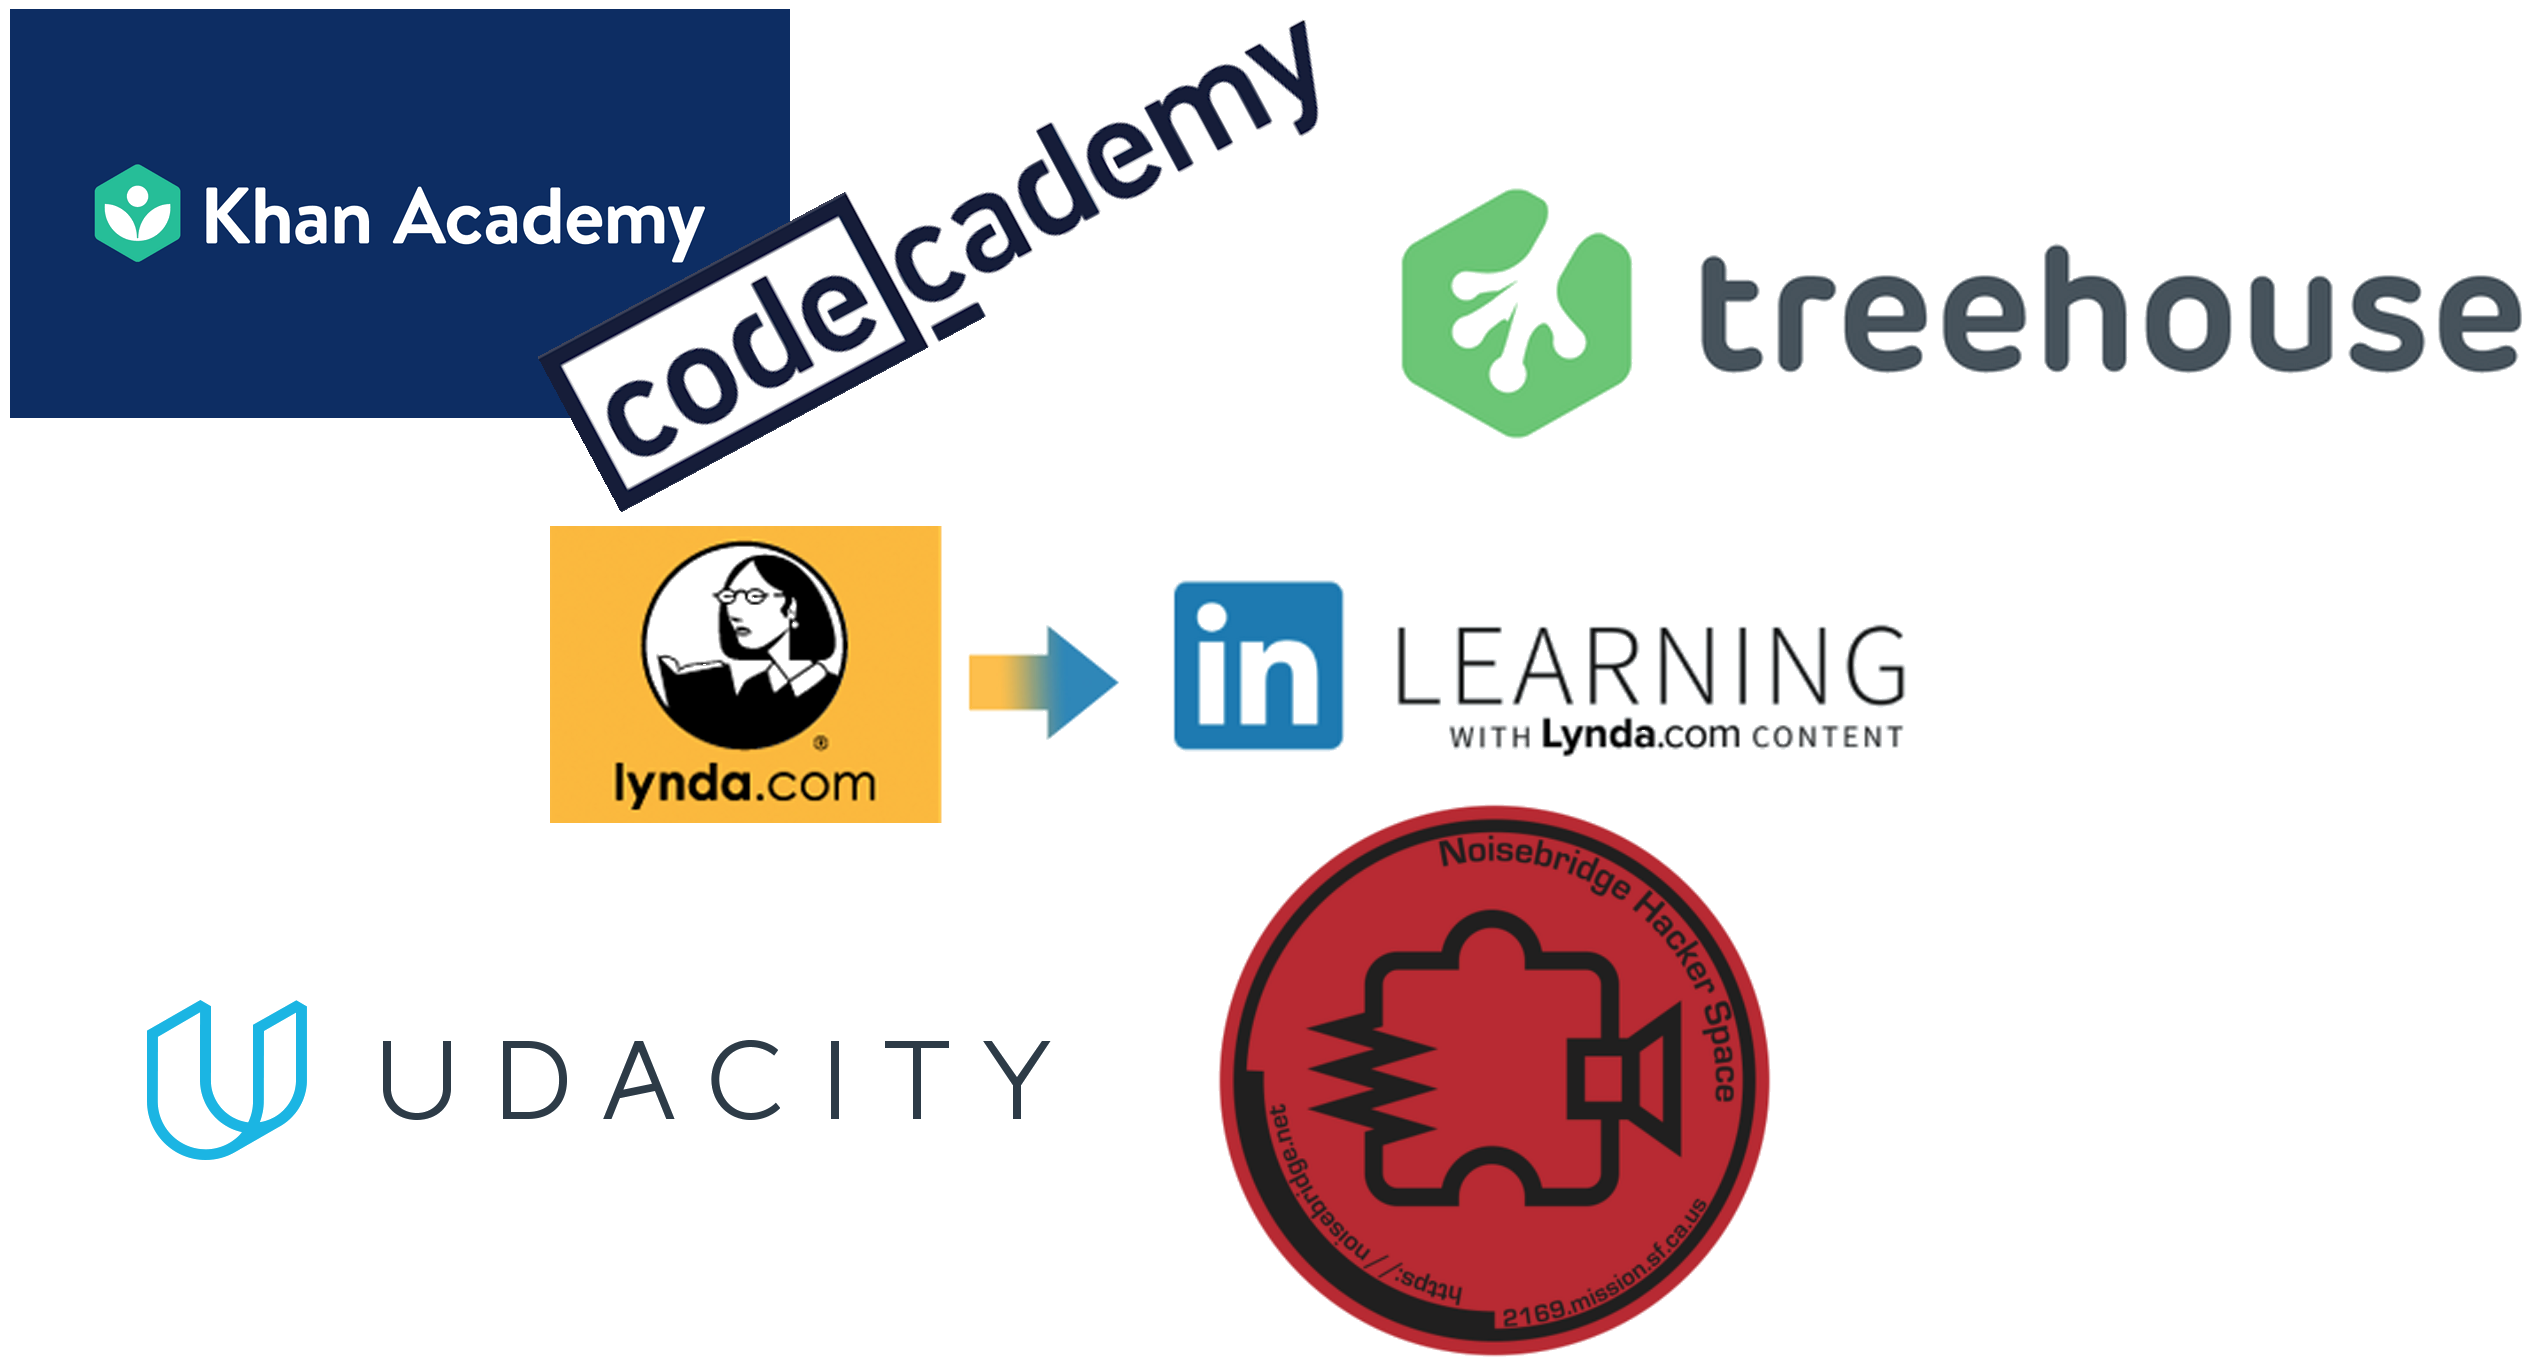 Khan Academy
codecademy
treehouse
lynda.com
®
in LEARNING
WITH Lynda.com CONTENT
UDACITY
Noisebridge Hacker Space
https://noisebridge.net
2169.mission.sf.ca.us